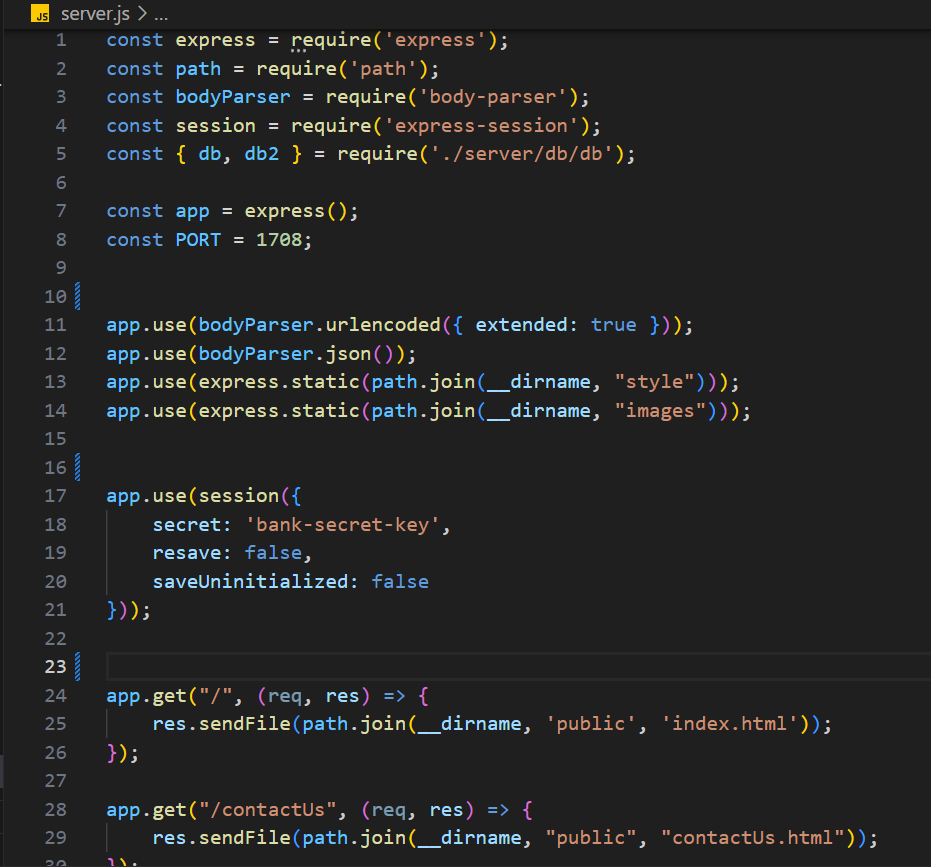 JS server.js > ...
1 const express = require('express');
2 const path = require('path');
3 const bodyParser = require('body-parser');
4 const session = require('express-session');
5 const { db, db2 } = require('./server/db/db');
6
7 const app = express();
8 const PORT = 1708;
9
10
11 app.use(bodyParser.urlencoded({ extended: true }));
12 app.use(bodyParser.json());
13 app.use(express.static(path.join(__dirname, "style")));
14 app.use(express.static(path.join(__dirname, "images")));
15
16
17 app.use(session({
18     secret: 'bank-secret-key',
19     resave: false,
20     saveUninitialized: false
21 }));
22
23
24 app.get("/", (req, res) => {
25     res.sendFile(path.join(__dirname, 'public', 'index.html'));
26 });
27
28 app.get("/contactUs", (req, res) => {
29     res.sendFile(path.join(__dirname, "public", "contactUs.html"));
30 });